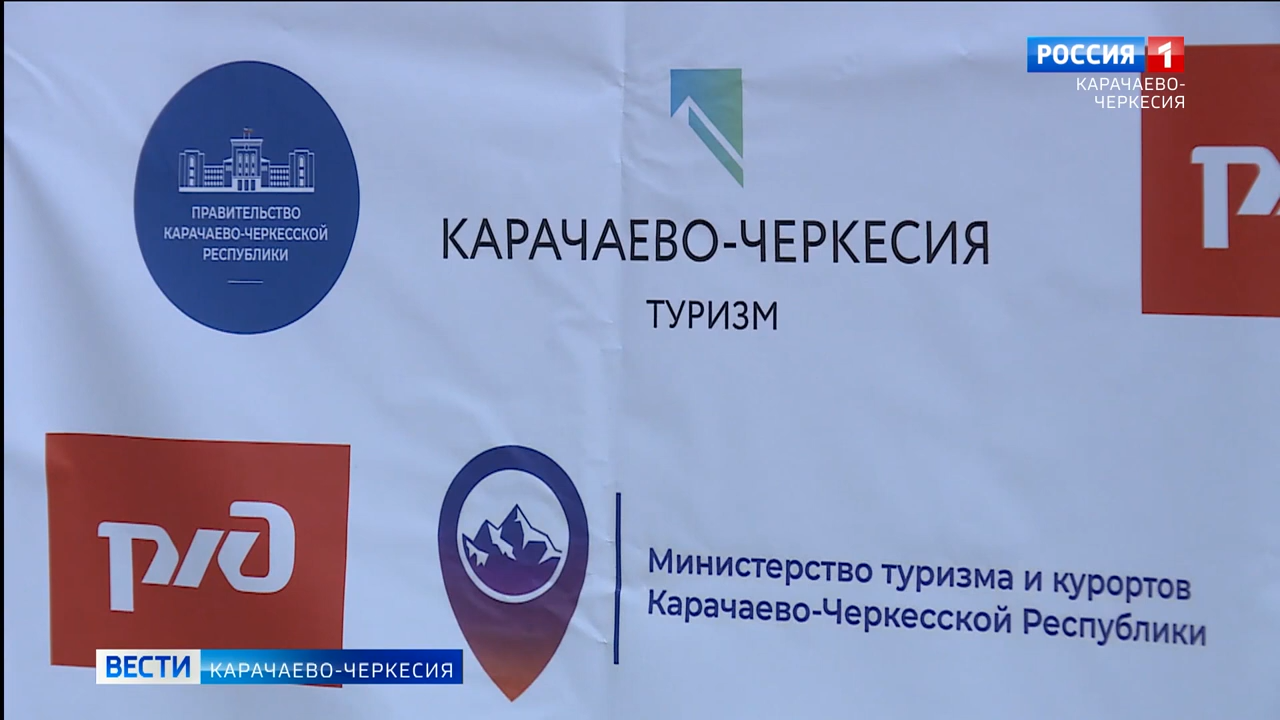 РОССИЯ 1
КАРАЧАЕВО-
ЧЕРКЕСИЯ
ПРАВИТЕЛЬСТВО
КАРАЧАЕВО-ЧЕРКЕССКОЙ
РЕСПУБЛИКИ
КАРАЧАЕВО-ЧЕРКЕСИЯ
ТУРИЗМ
РЖД
Министерство туризма и курортов
Карачаево-Черкесской Республики
ВЕСТИ КАРАЧАЕВО-ЧЕРКЕСИЯ